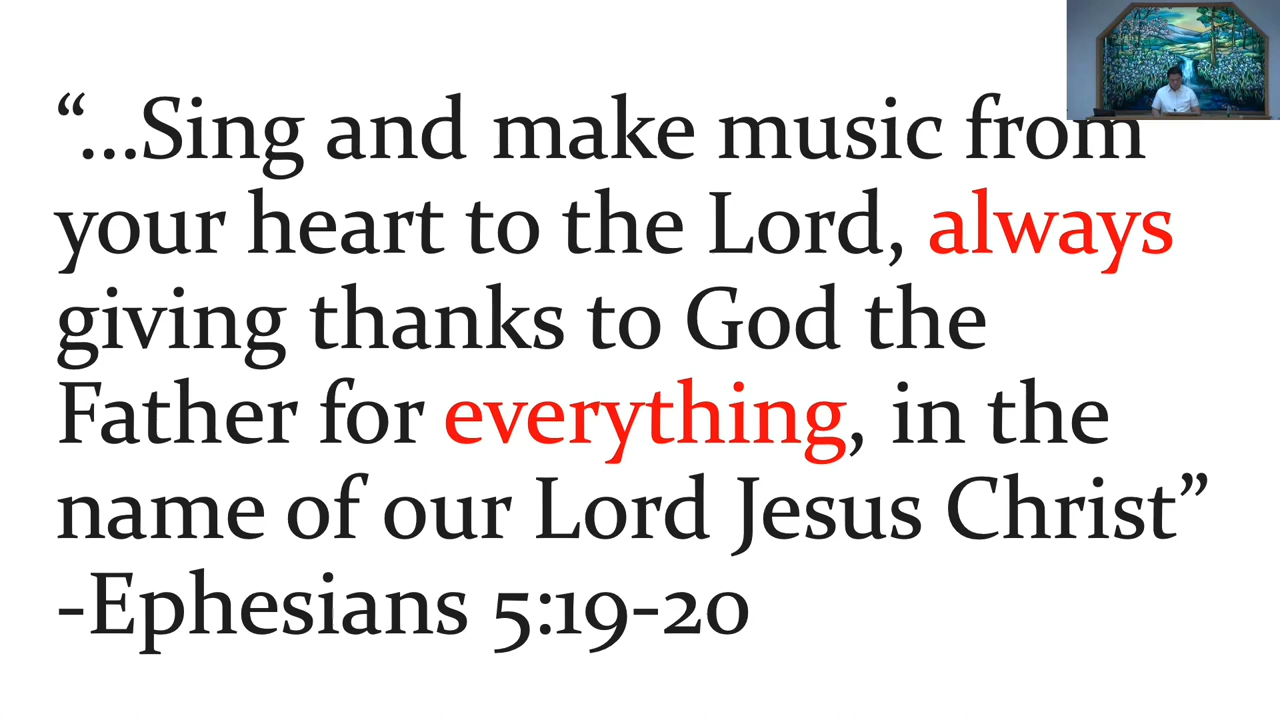 “...Sing and make music from
your heart to the Lord, always
giving thanks to God the
Father for everything, in the
name of our Lord Jesus Christ”
-Ephesians 5:19-20